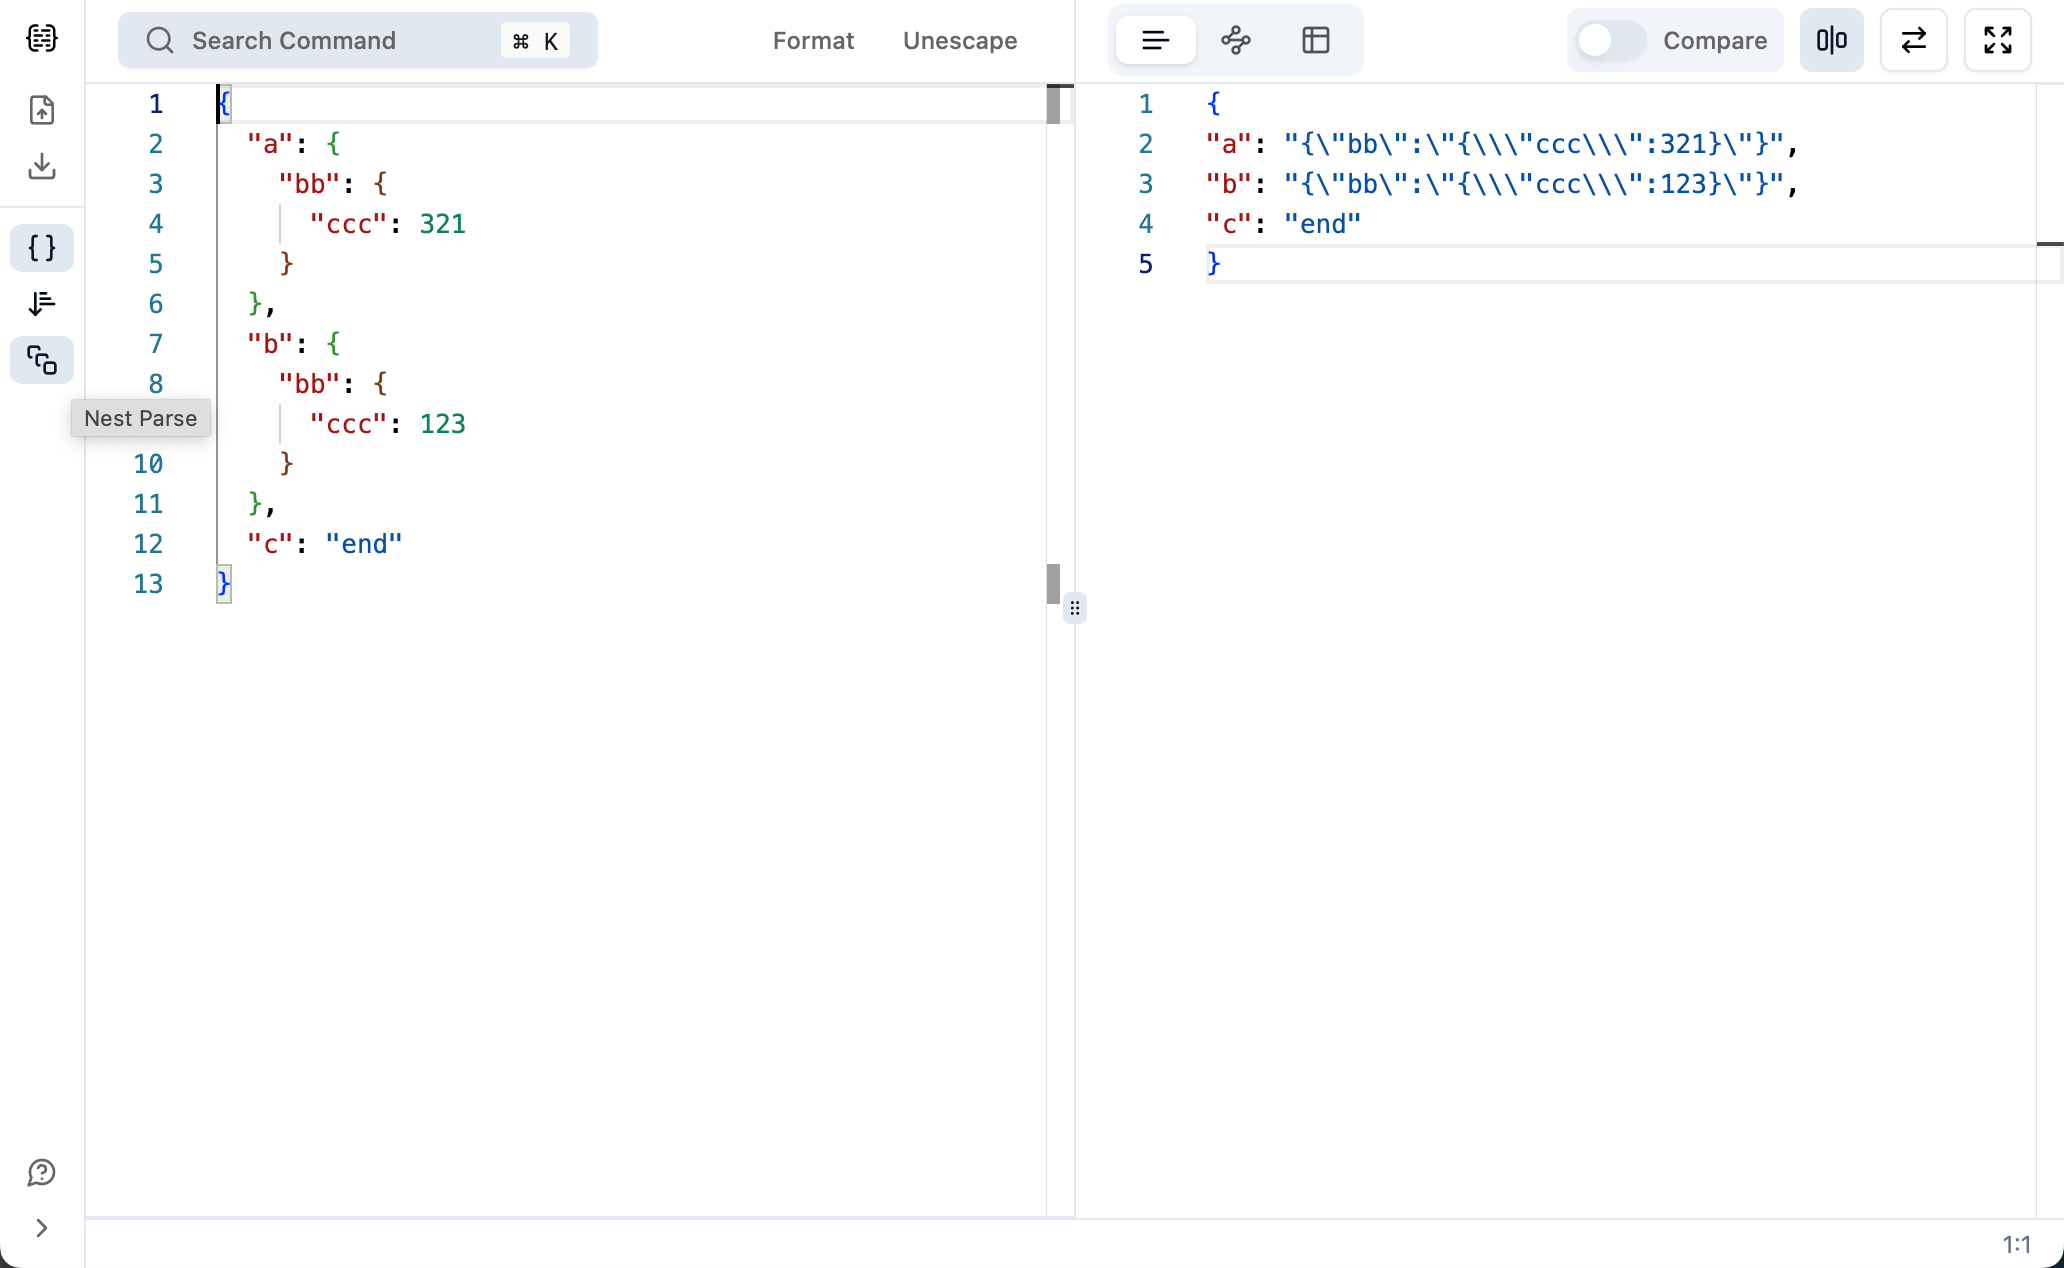 Search Command ⌘ K Format Unescape Compare
1 {
2 "a": {
3 "bb": {
4 "ccc": 321
5 }
6 },
7 "b": {
8 "bb": {
Nest Parse "ccc": 123
10 }
11 },
12 "c": "end"
13 }
1 {
2 "a": "{\"bb\":\"{\\\"ccc\\\":321}\"}",
3 "b": "{\"bb\":\"{\\\"ccc\\\":123}\"}",
4 "c": "end"
5 }
1:1